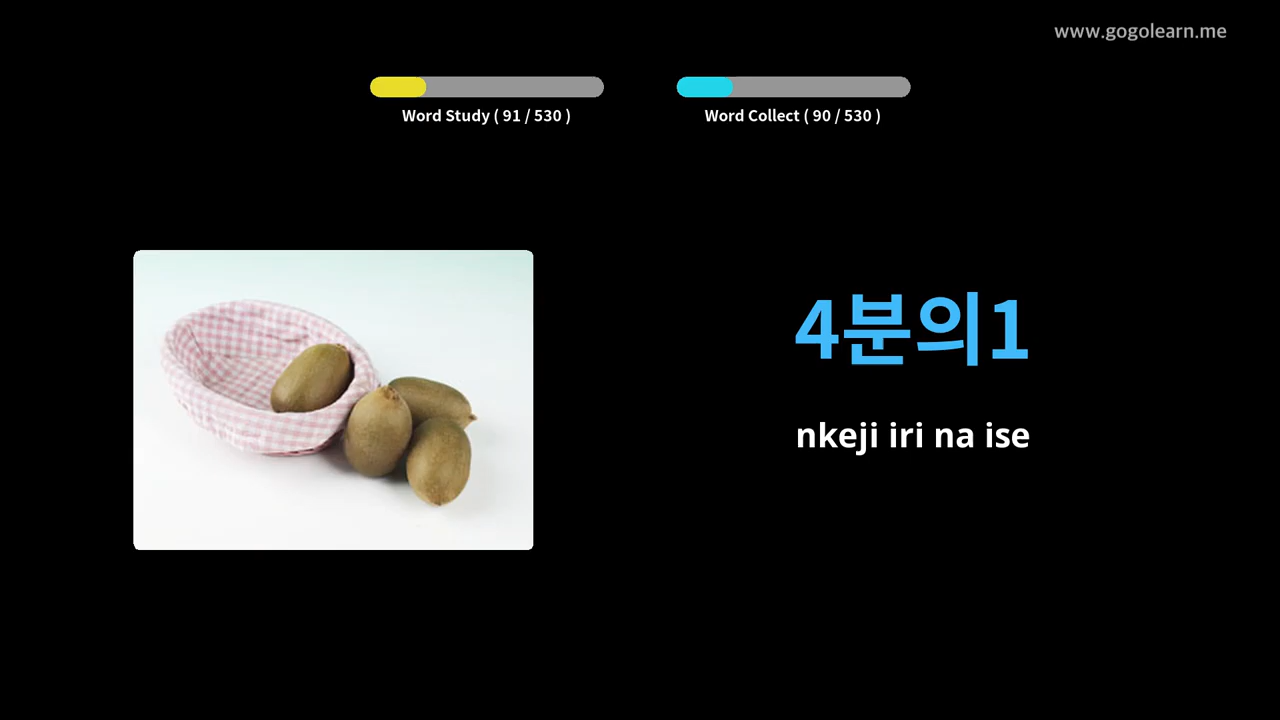 www.gogolearn.me
Word Study ( 91 / 530 )
Word Collect ( 90 / 530 )
4분의1
nkeji iri na ise